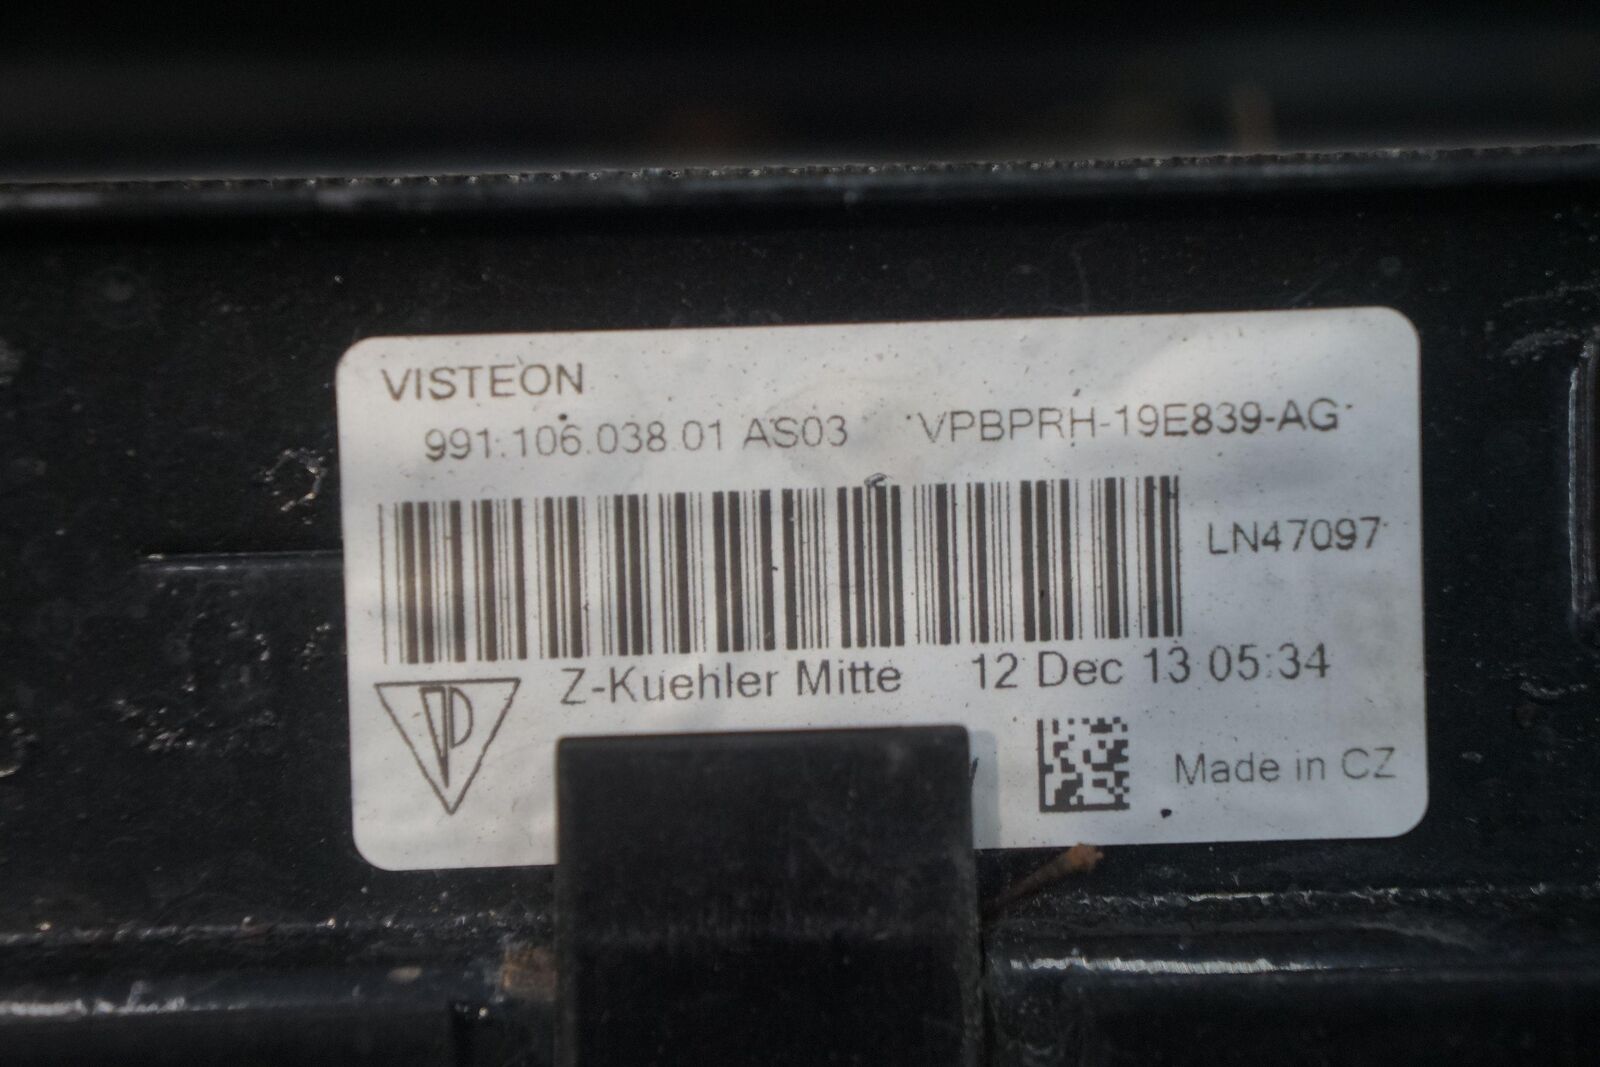 VISTEON
991.106.038.01 AS03 VPBPRH-19E839-AG
LN47097
Z-Kuehler Mitte 12 Dec 13 05:34
Made in CZ